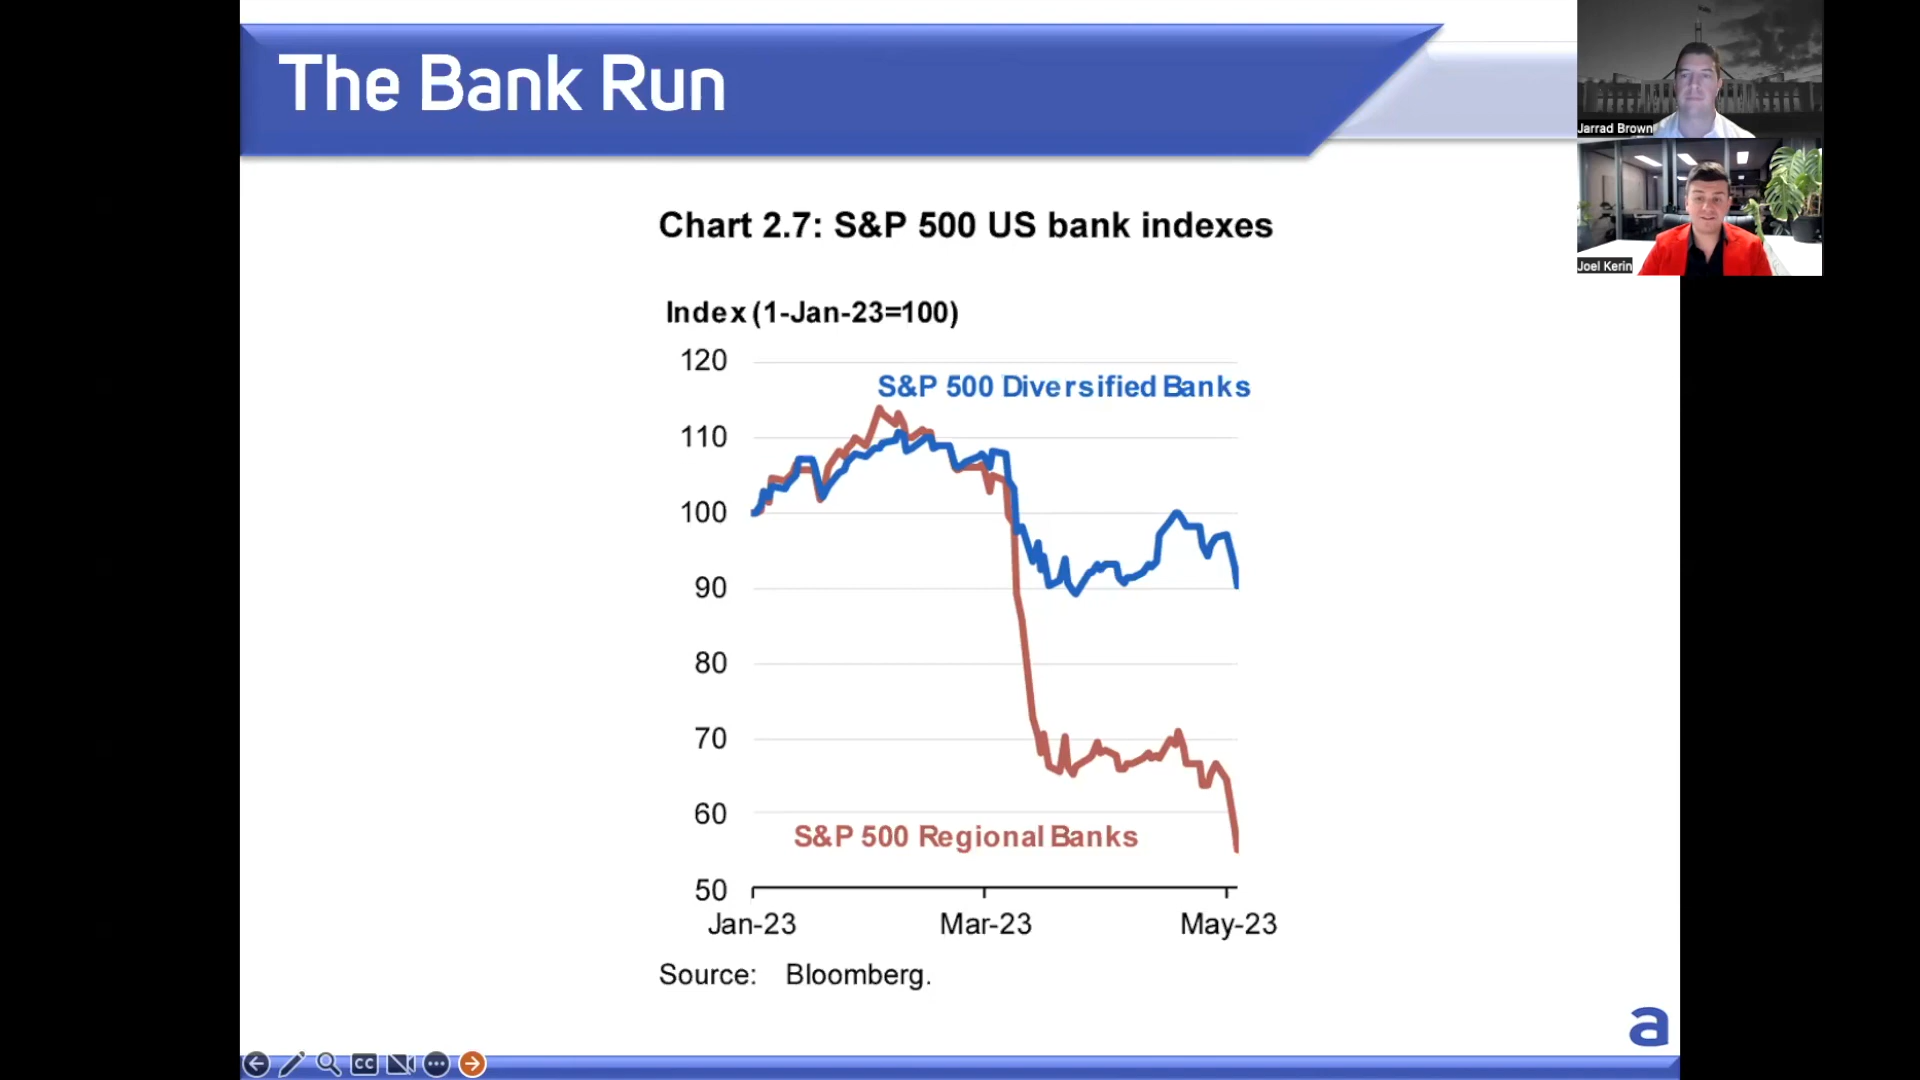 The Bank Run
Jarrad Brown
Joel Kerin
Chart 2.7: S&P 500 US bank indexes
Index (1-Jan-23=100)
120
S&P 500 Diversified Banks
110
100
90
80
70
60
S&P 500 Regional Banks
50
Jan-23 Mar-23 May-23
Source: Bloomberg.
a
CC